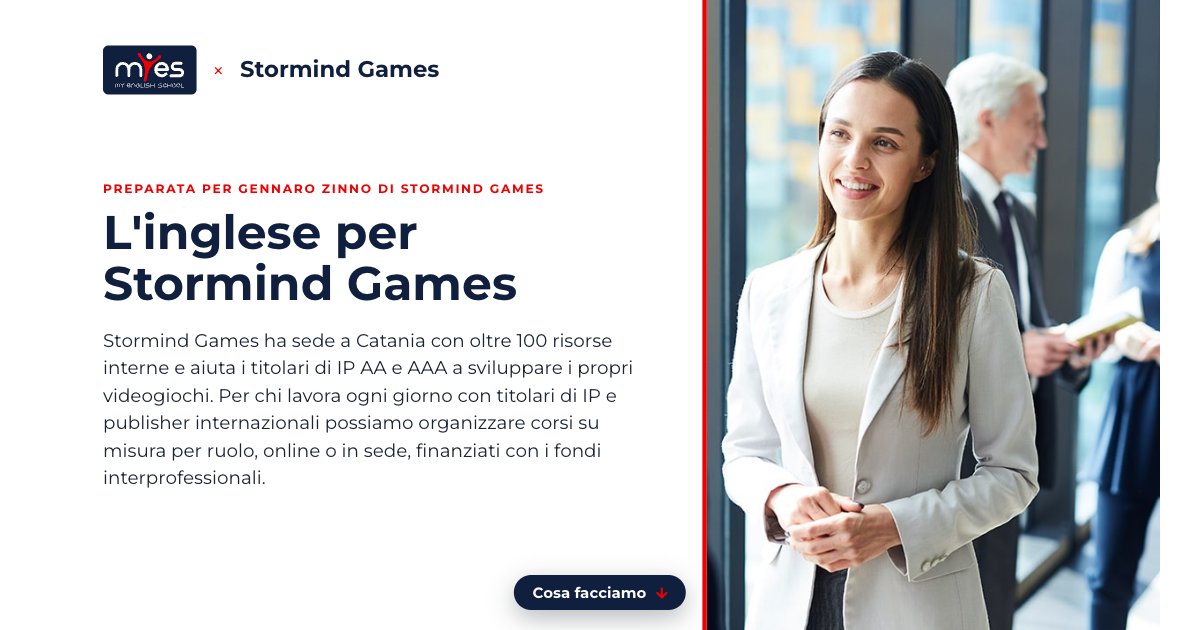 myes
MY ENGLISH SCHOOL
× Stormind Games
PREPARATA PER GENNARO ZINNO DI STORMIND GAMES
L'inglese per
Stormind Games
Stormind Games ha sede a Catania con oltre 100 risorse
interne e aiuta i titolari di IP AA e AAA a sviluppare i propri
videogiochi. Per chi lavora ogni giorno con titolari di IP e
publisher internazionali possiamo organizzare corsi su
misura per ruolo, online o in sede, finanziati con i fondi
interprofessionali.
Cosa facciamo ↓